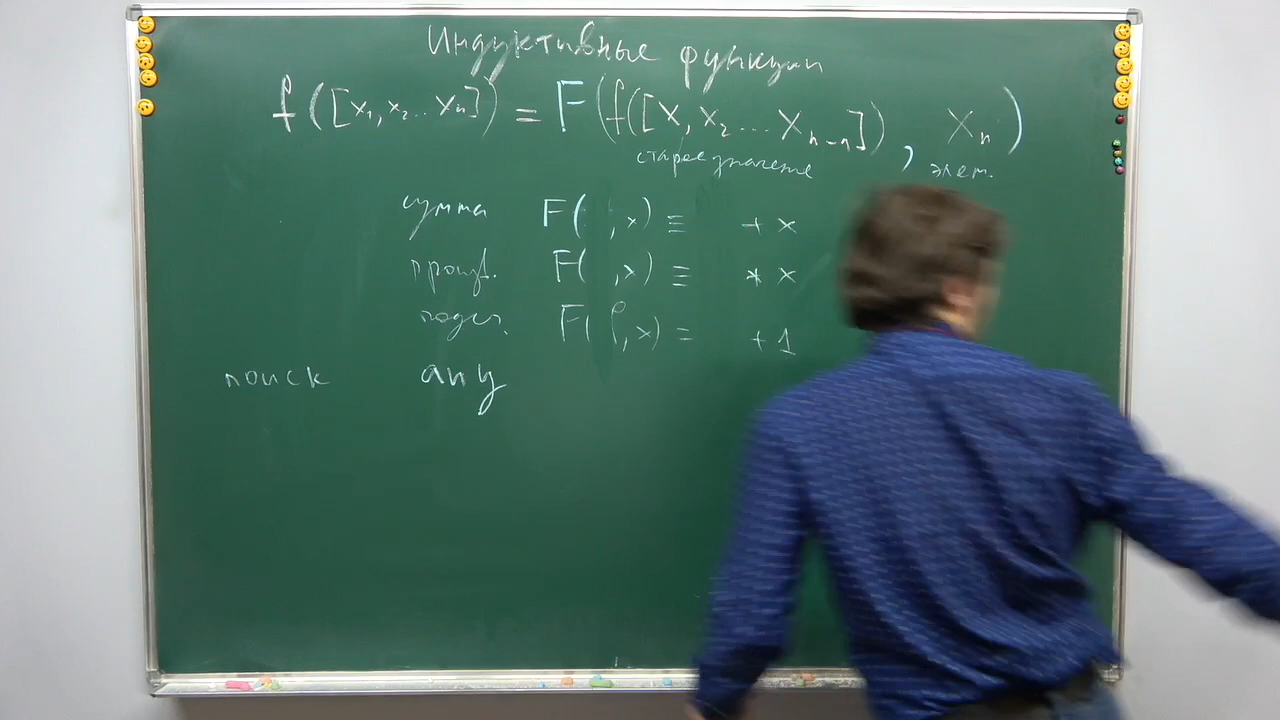 Индуктивные функции
f([x₁, x₂.. xₙ]) = F(f([x, x₂ ... xₙ₋₁]), xₙ)
старое значение элем.
сумма F( , x) ≡ + x
произв. F( , x) ≡ * x
подсч. F(f, x) = + 1
поиск any